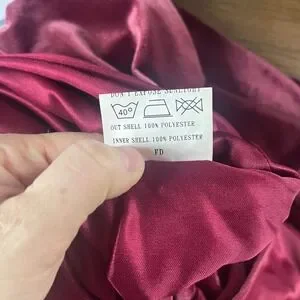 DON'T EXPOSE SUNLIGHT
40°
OUT SHELL 100% POLYESTER
INNER SHELL 100% POLYESTER
FD